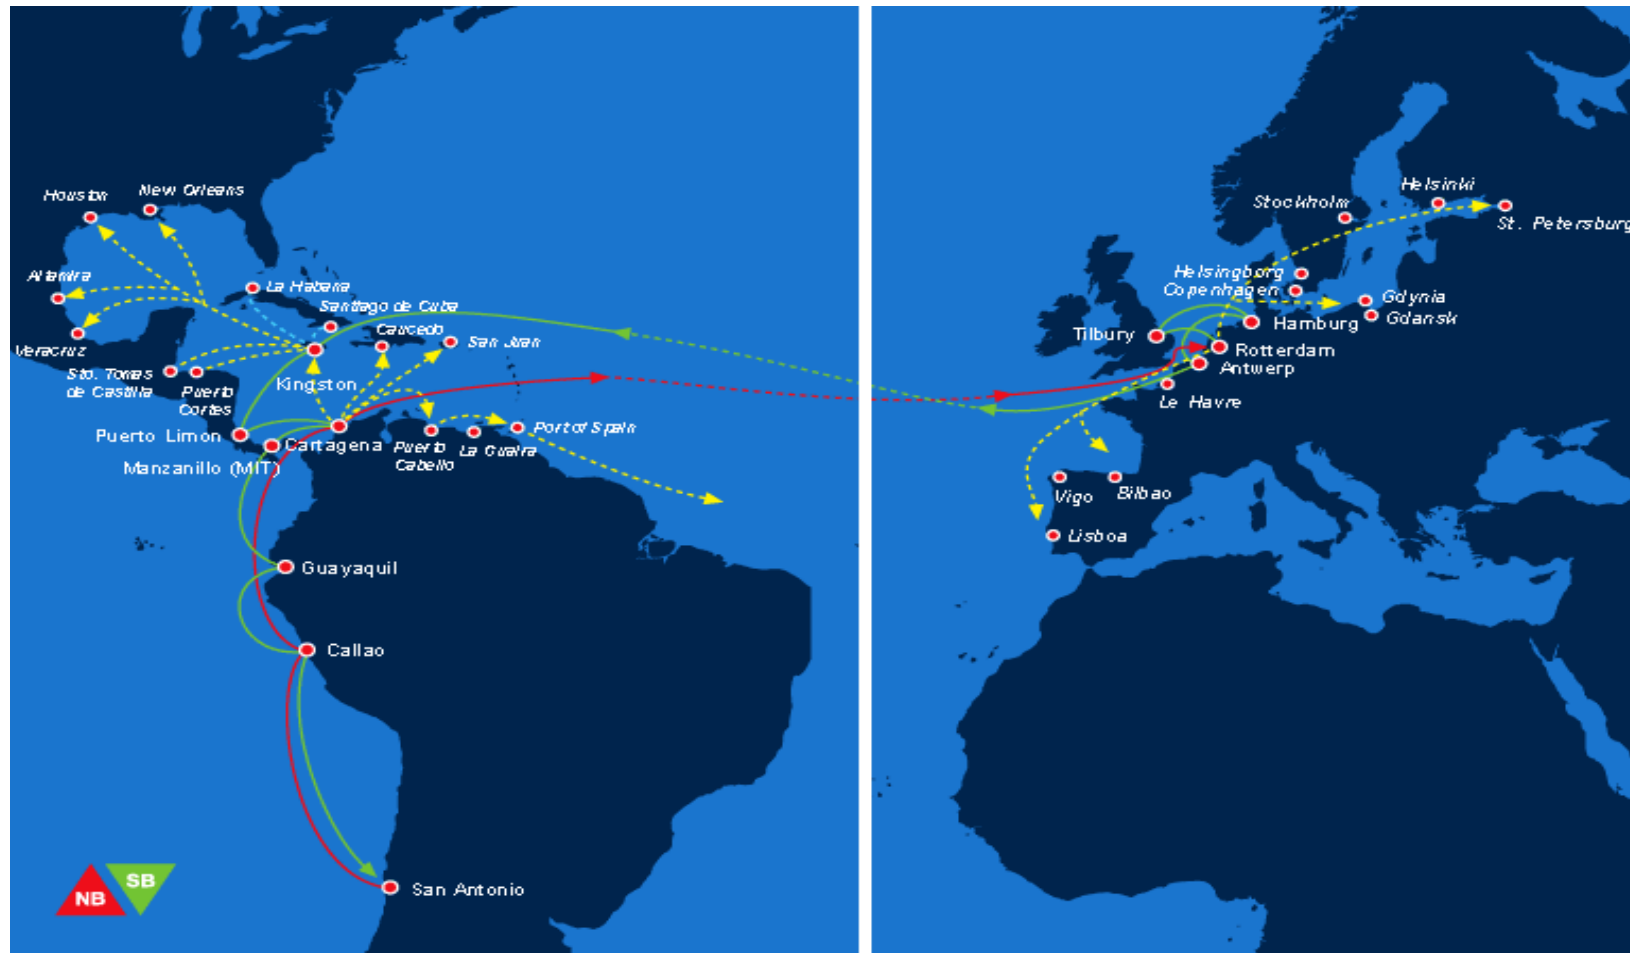 Houston
New Orleans
Altamira
La Habana
Santiago de Cuba
Caucedo
San Juan
Veracruz
Sto. Tomas
de Castilla
Puerto
Cortes
Kingston
Puerto Limon
Cartagena
Manzanillo (MIT)
Puerto
Cabello
La Guaira
Port of Spain
Guayaquil
Callao
San Antonio
NB
SB
Stockholm
Helsinki
St. Petersburg
Helsingborg
Copenhagen
Gdynia
Gdansk
Tilbury
Hamburg
Rotterdam
Antwerp
Le Havre
Vigo
Bilbao
Lisboa